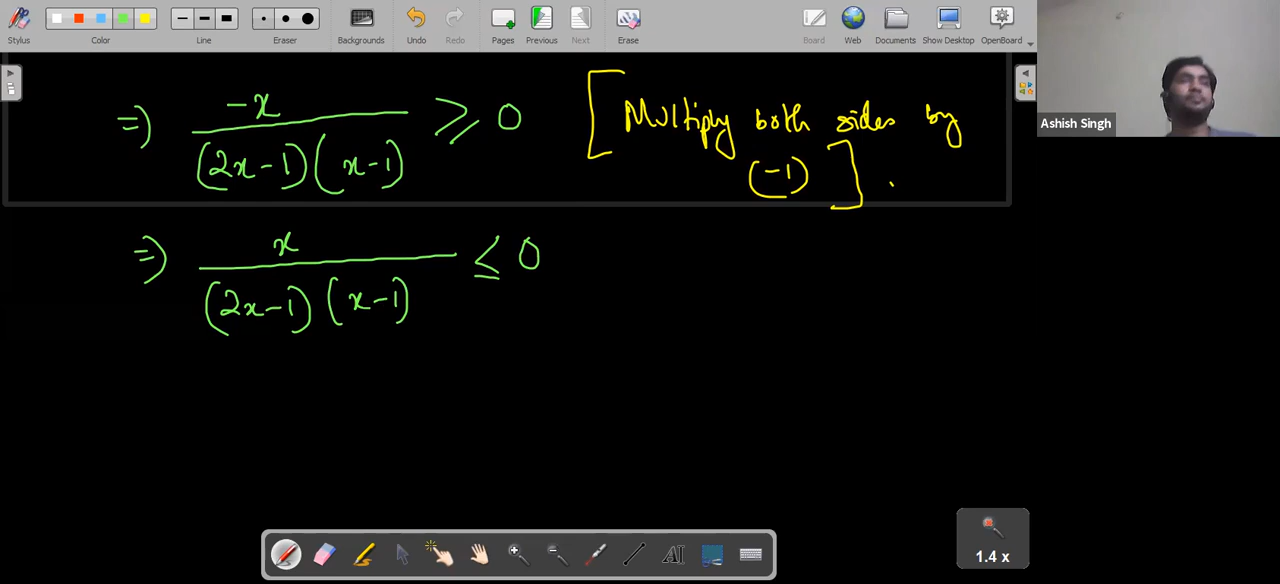 Stylus Color Line Eraser Backgrounds Undo Redo Pages Previous Next Erase Board Web Documents Show Desktop OpenBoard
Ashish Singh
⇒ -x / (2x-1)(x-1) ≥ 0 [Multiply both sides by
(-1)].
⇒ x / (2x-1)(x-1) ≤ 0
AI
1.4 x